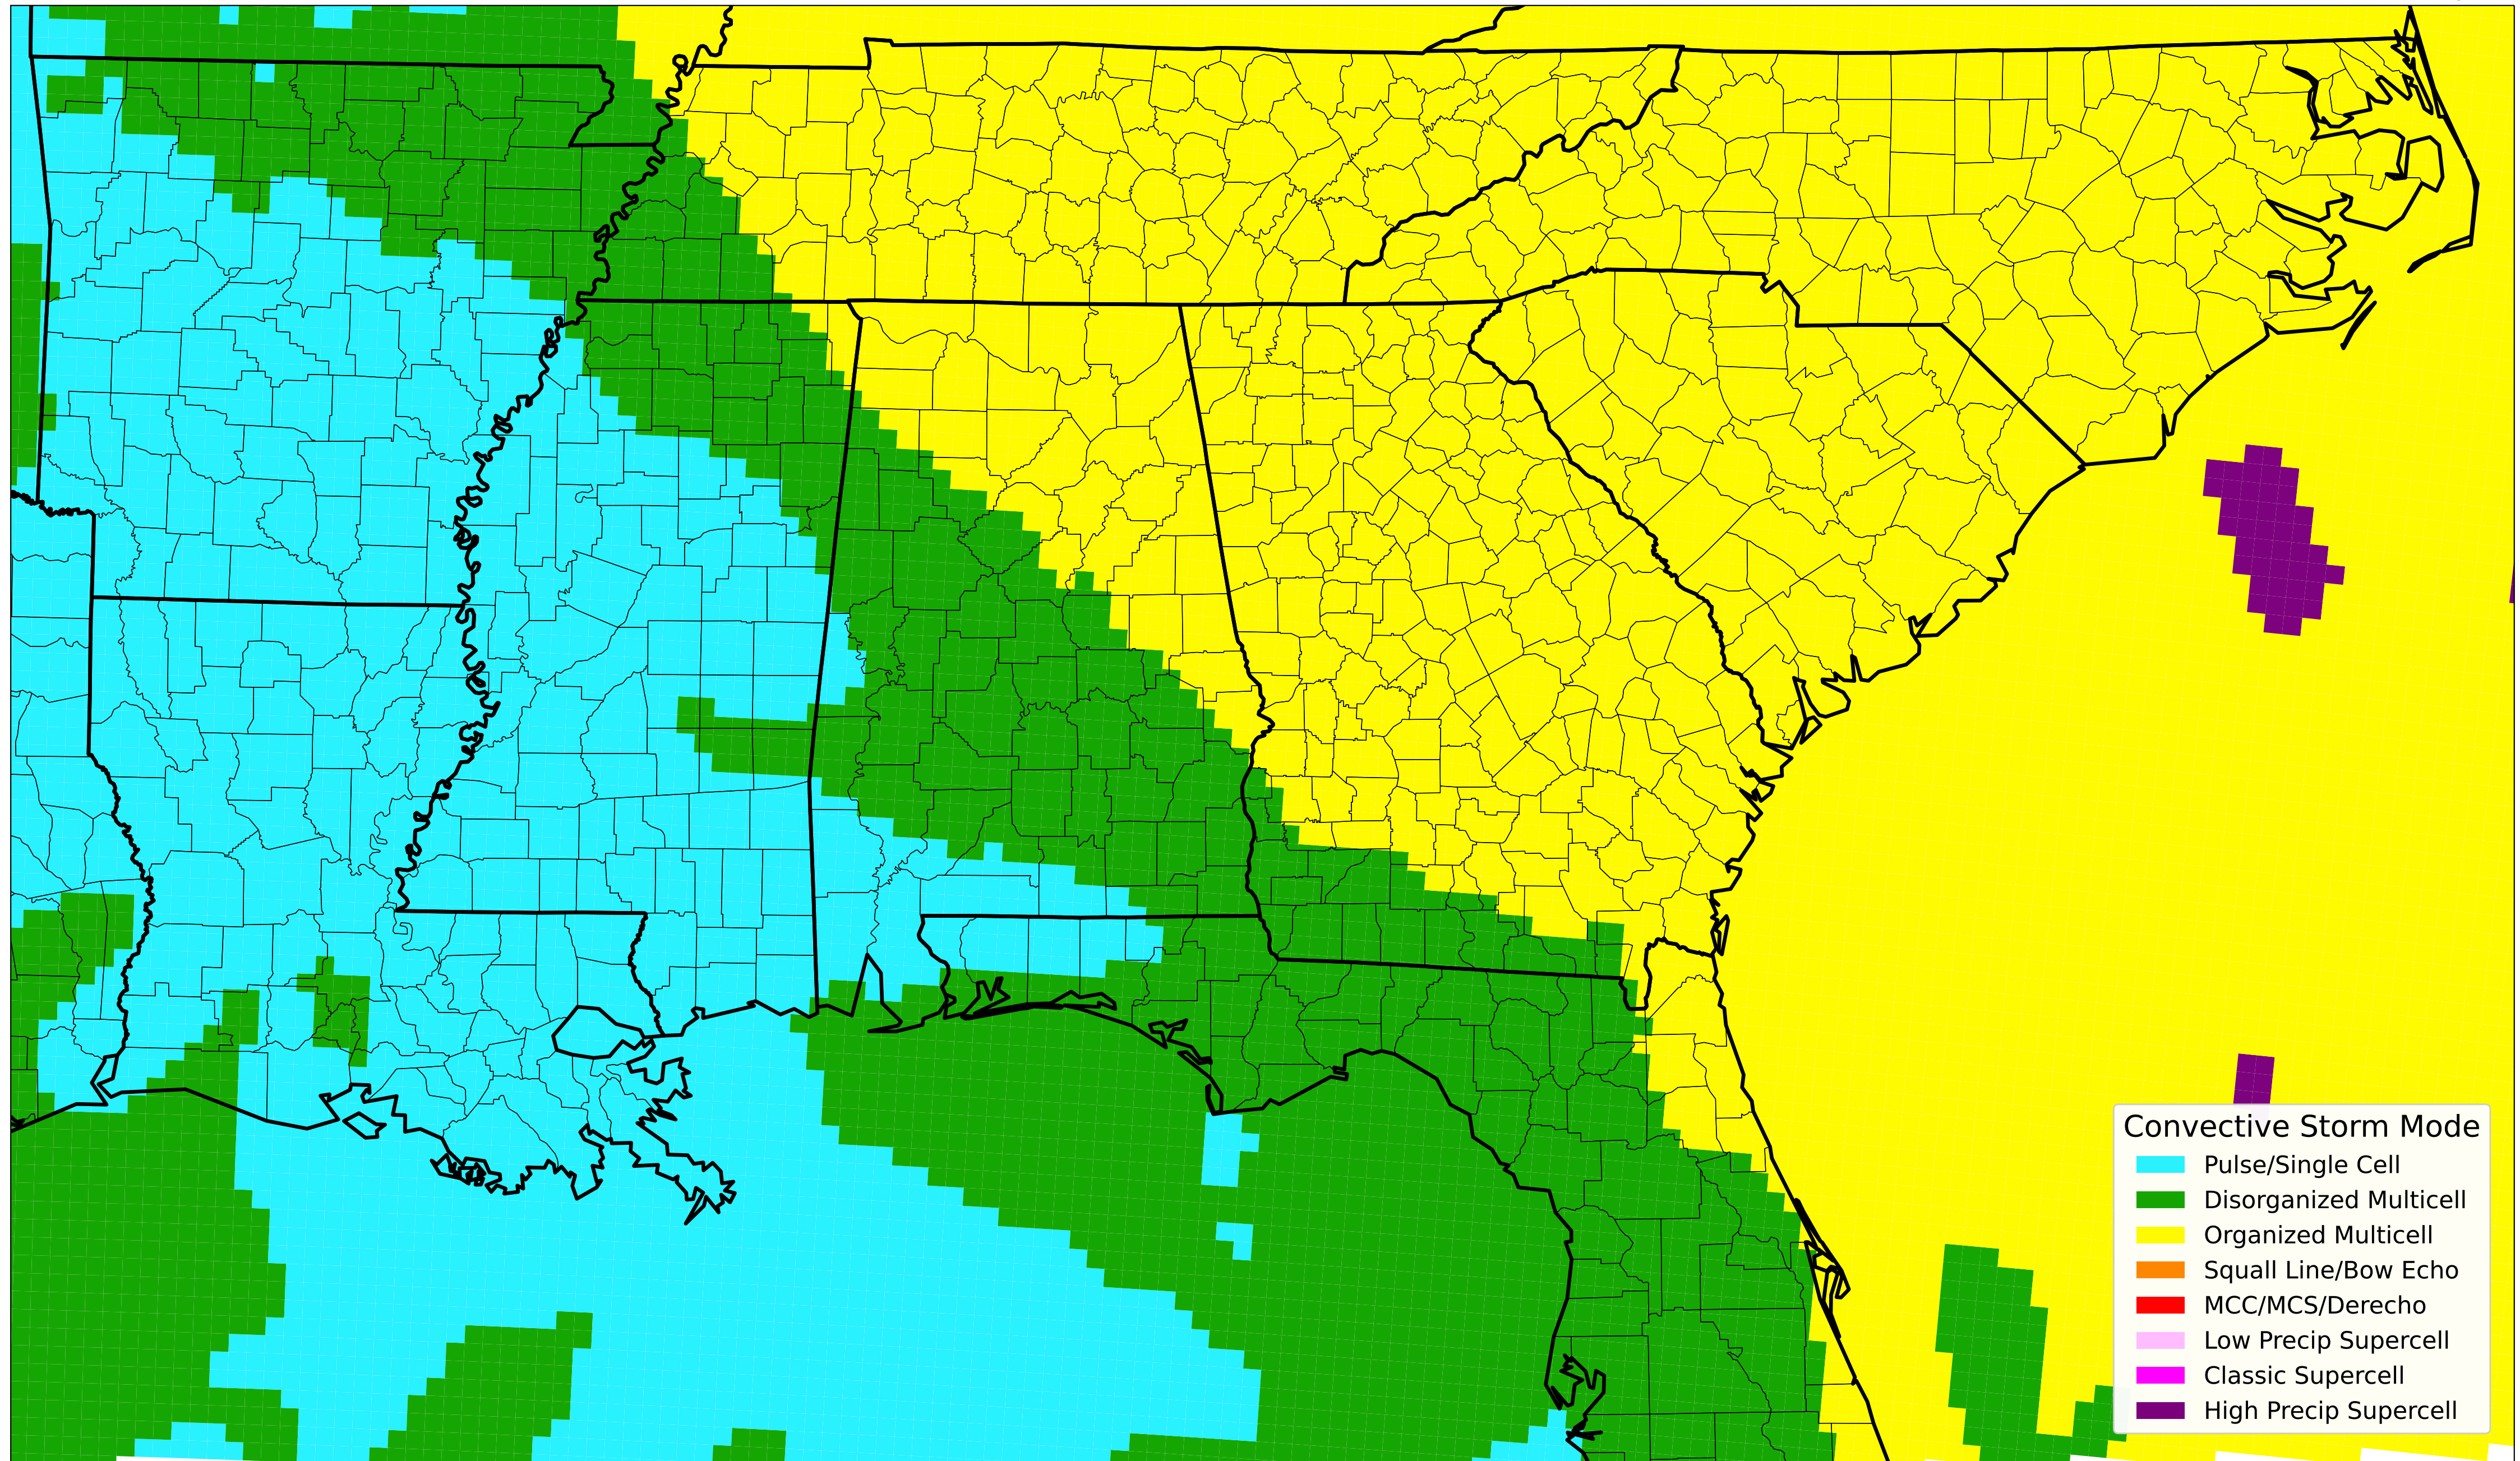 Convective Storm Mode
Pulse/Single Cell
Disorganized Multicell
Organized Multicell
Squall Line/Bow Echo
MCC/MCS/Derecho
Low Precip Supercell
Classic Supercell
High Precip Supercell